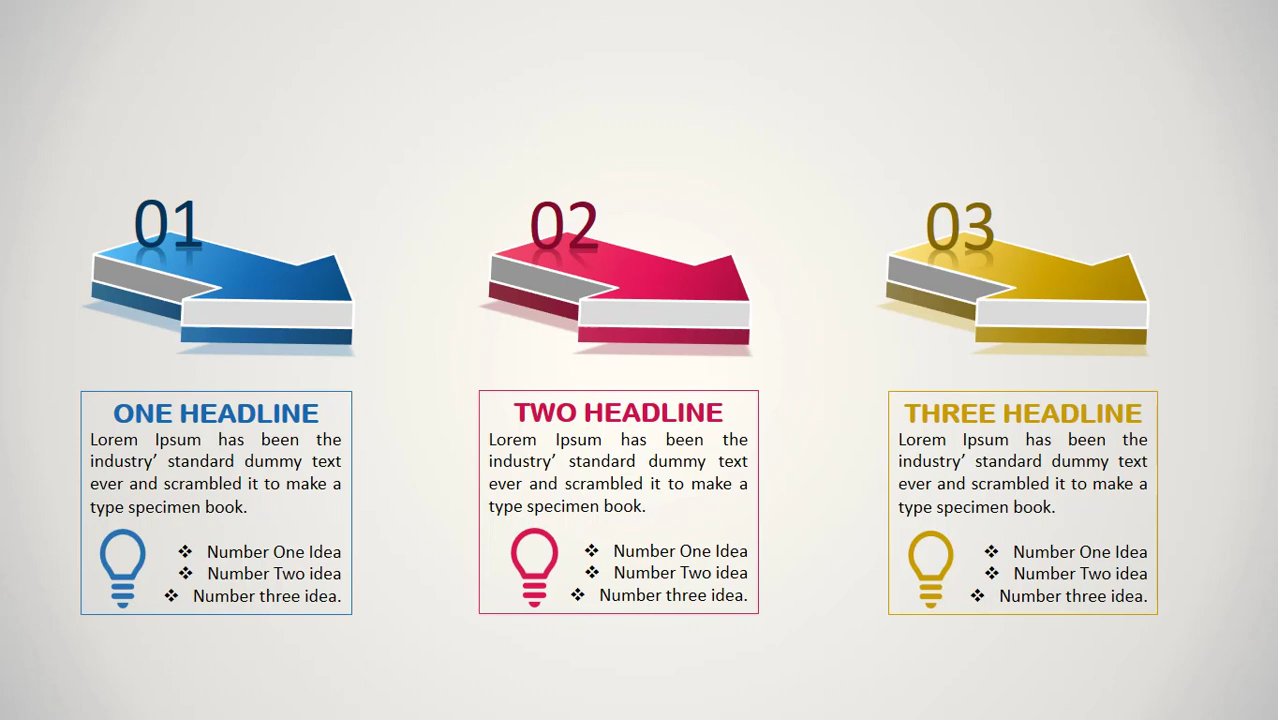 01
02
03
ONE HEADLINE
Lorem Ipsum has been the
industry’ standard dummy text
ever and scrambled it to make a
type specimen book.
❖ Number One Idea
❖ Number Two idea
❖ Number three idea.
TWO HEADLINE
Lorem Ipsum has been the
industry’ standard dummy text
ever and scrambled it to make a
type specimen book.
❖ Number One Idea
❖ Number Two idea
❖ Number three idea.
THREE HEADLINE
Lorem Ipsum has been the
industry’ standard dummy text
ever and scrambled it to make a
type specimen book.
❖ Number One Idea
❖ Number Two idea
❖ Number three idea.